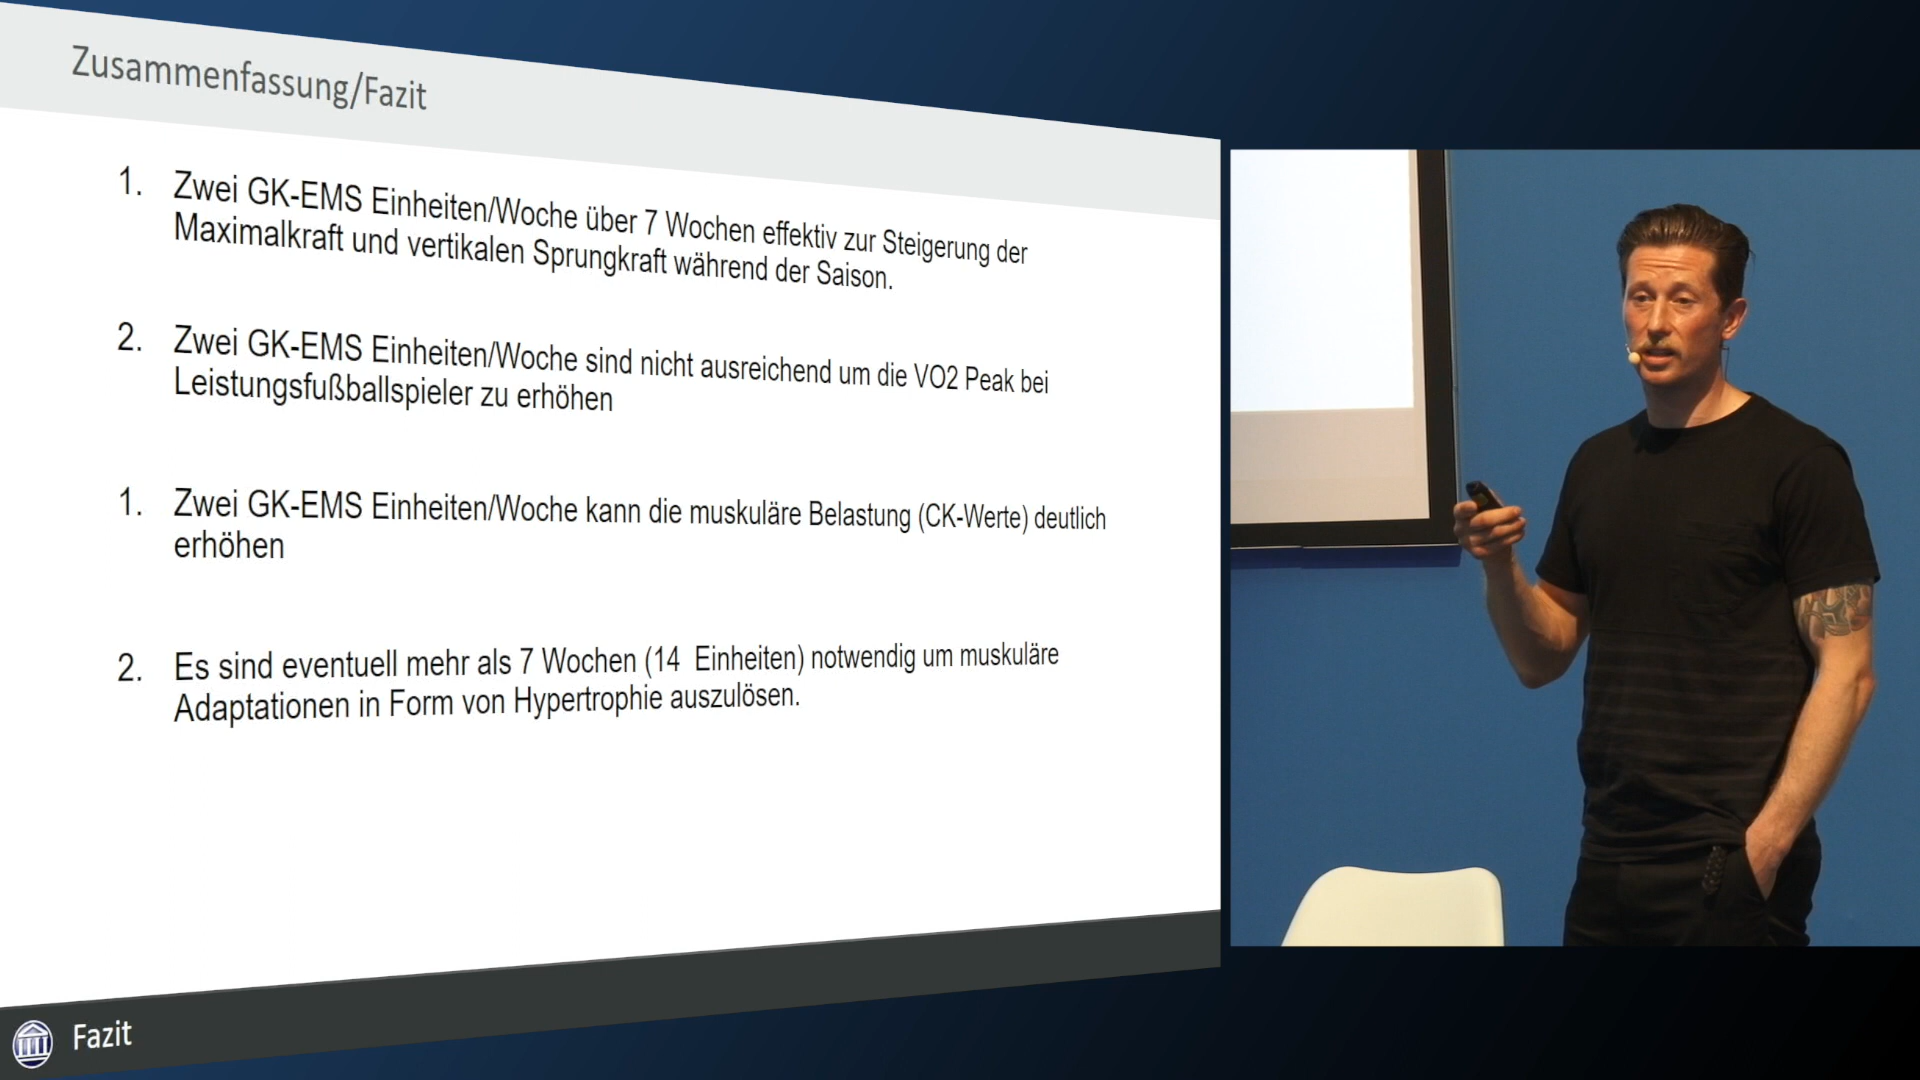 Zusammenfassung/Fazit
1. Zwei GK-EMS Einheiten/Woche über 7 Wochen effektiv zur Steigerung der
Maximalkraft und vertikalen Sprungkraft während der Saison.
2. Zwei GK-EMS Einheiten/Woche sind nicht ausreichend um die VO2 Peak bei
Leistungsfußballspieler zu erhöhen
1. Zwei GK-EMS Einheiten/Woche kann die muskuläre Belastung (CK-Werte) deutlich
erhöhen
2. Es sind eventuell mehr als 7 Wochen (14 Einheiten) notwendig um muskuläre
Adaptationen in Form von Hypertrophie auszulösen.
Fazit